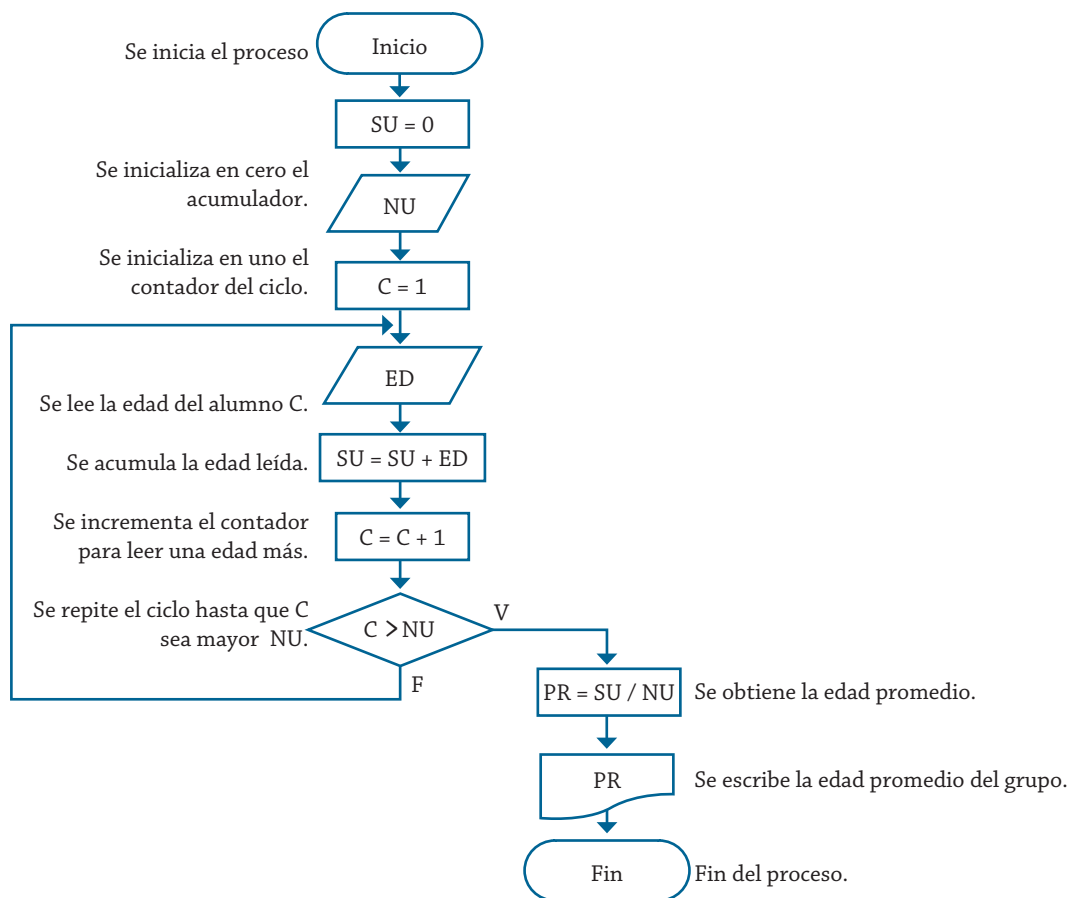 Se inicia el proceso
Inicio
SU = 0
Se inicializa en cero el
acumulador.
NU
Se inicializa en uno el
contador del ciclo.
C = 1
ED
Se lee la edad del alumno C.
Se acumula la edad leída.
SU = SU + ED
Se incrementa el contador
para leer una edad más.
C = C + 1
Se repite el ciclo hasta que C
sea mayor NU.
C > NU
V
F
PR = SU / NU
Se obtiene la edad promedio.
PR
Se escribe la edad promedio del grupo.
Fin
Fin del proceso.